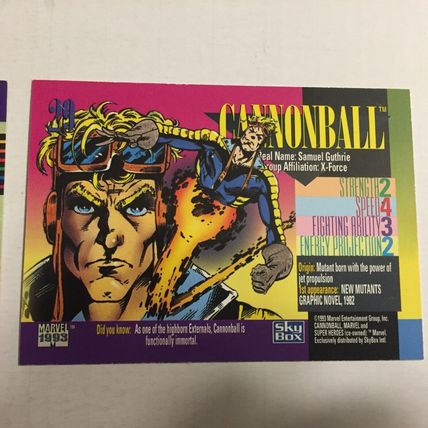 39
CANNONBALL™
Real Name: Samuel Guthrie
Group Affiliation: X-Force
STRENGTH 2
SPEED 4
FIGHTING ABILITY 3
ENERGY PROJECTION 2
Origin: Mutant born with the power of
jet propulsion
1st appearance: NEW MUTANTS
GRAPHIC NOVEL, 1982
MARVEL™
1993
Did you know: As one of the highborn Externals, Cannonball is
functionally immortal.
SKY
BOX
©1993 Marvel Entertainment Group, Inc.
CANNONBALL, MARVEL and
SUPER HEROES (co-owned): ™ Marvel.
Exclusively distributed by SkyBox Intl.